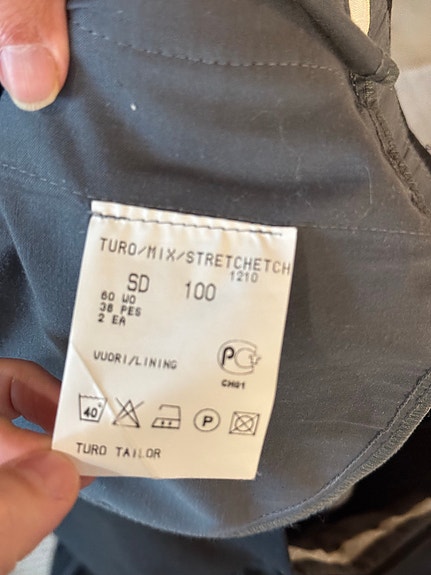 TURO/MIX/STRETCHETCH
1210
SD 100
60 WO
38 PES
2 EA
VUORI/LINING
PC
CH01
40°
P
TURO TAILOR